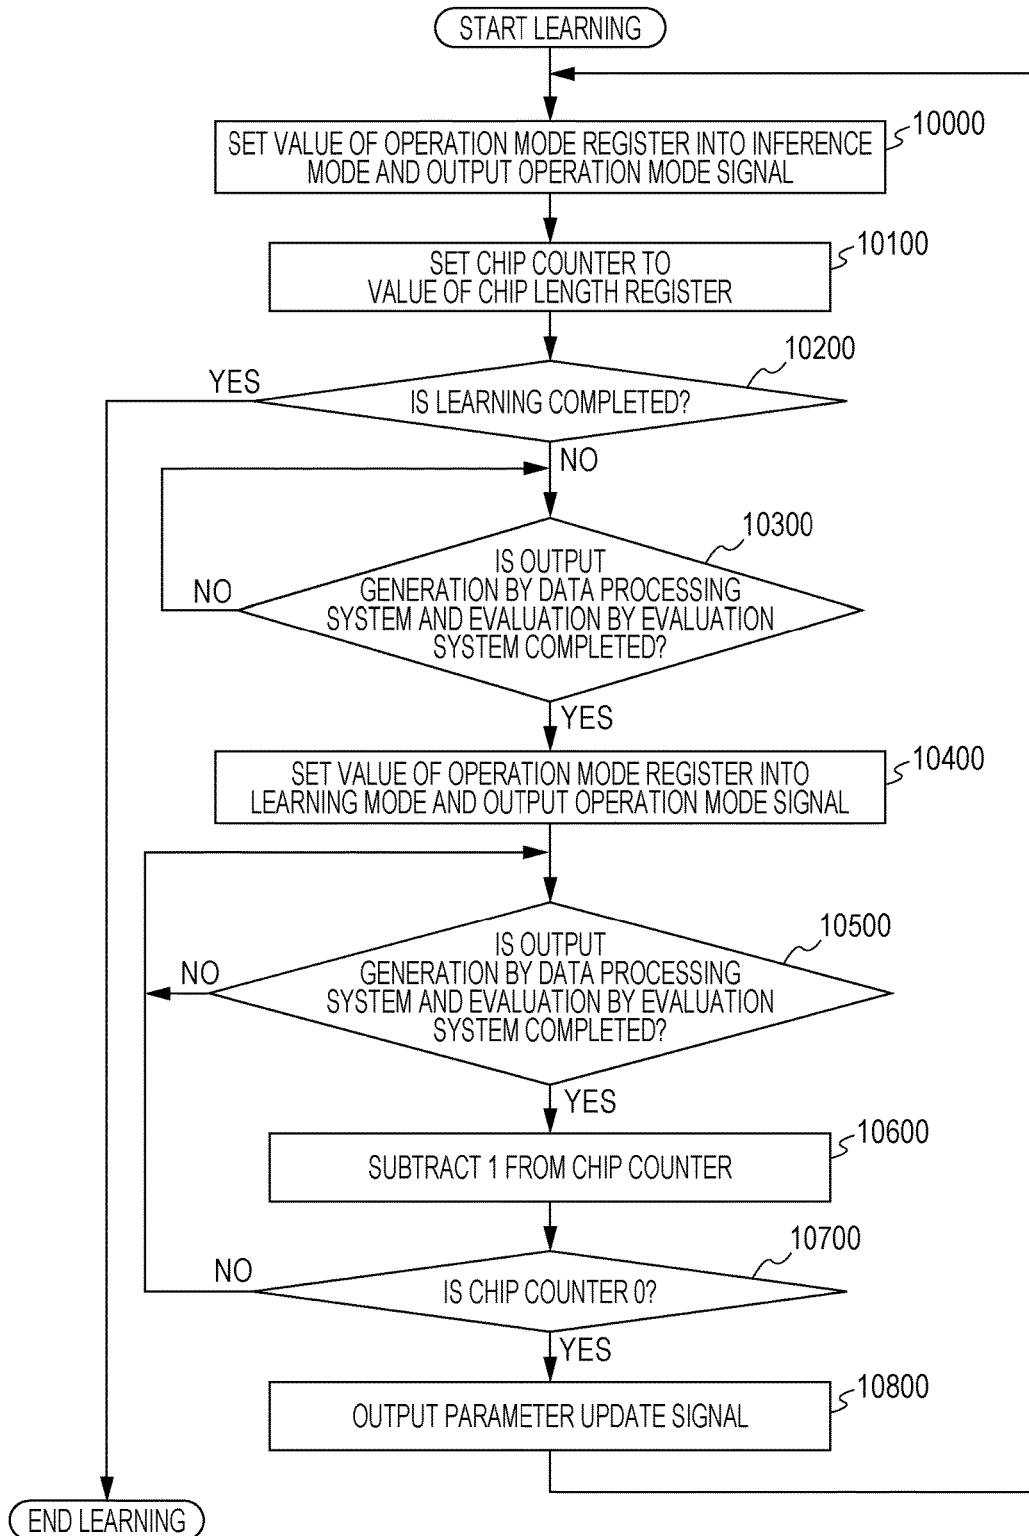 START LEARNING
10000
SET VALUE OF OPERATION MODE REGISTER INTO INFERENCE
MODE AND OUTPUT OPERATION MODE SIGNAL
10100
SET CHIP COUNTER TO
VALUE OF CHIP LENGTH REGISTER
10200
YES
IS LEARNING COMPLETED?
NO
10300
IS OUTPUT
GENERATION BY DATA PROCESSING
SYSTEM AND EVALUATION BY EVALUATION
SYSTEM COMPLETED?
NO
YES
10400
SET VALUE OF OPERATION MODE REGISTER INTO
LEARNING MODE AND OUTPUT OPERATION MODE SIGNAL
10500
IS OUTPUT
GENERATION BY DATA PROCESSING
SYSTEM AND EVALUATION BY EVALUATION
SYSTEM COMPLETED?
NO
YES
10600
SUBTRACT 1 FROM CHIP COUNTER
10700
NO
IS CHIP COUNTER 0?
YES
10800
OUTPUT PARAMETER UPDATE SIGNAL
END LEARNING